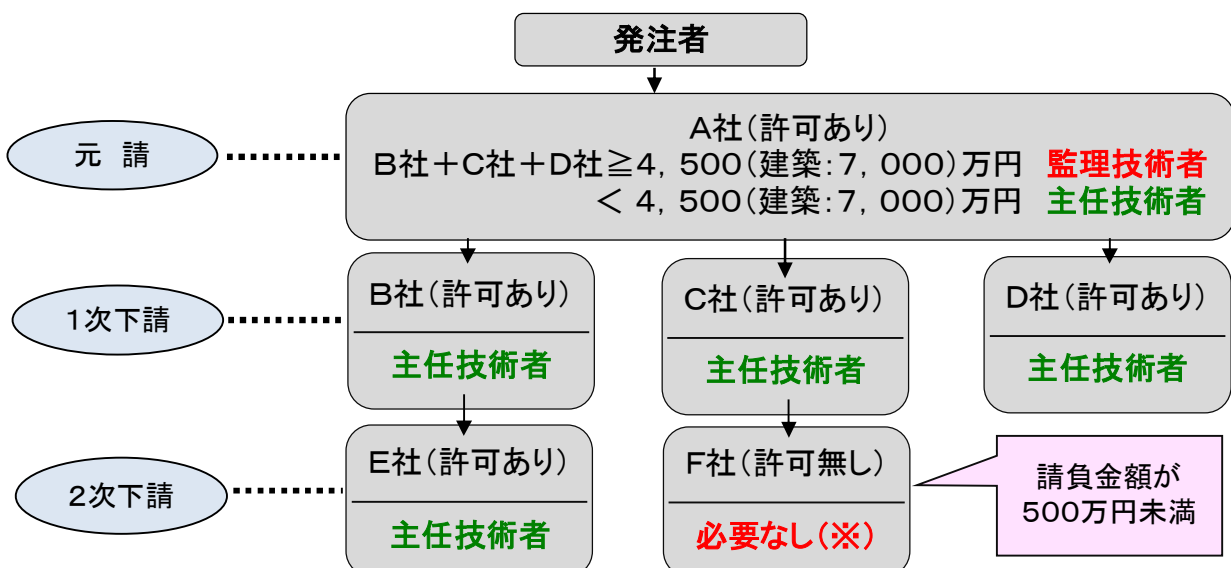 発注者
元 請
A社(許可あり)
B社+C社+D社≧4,500(建築:7,000)万円 監理技術者
<4,500(建築:7,000)万円 主任技術者
1次下請
B社(許可あり)
主任技術者
C社(許可あり)
主任技術者
D社(許可あり)
主任技術者
2次下請
E社(許可あり)
主任技術者
F社(許可無し)
必要なし(※)
請負金額が
500万円未満